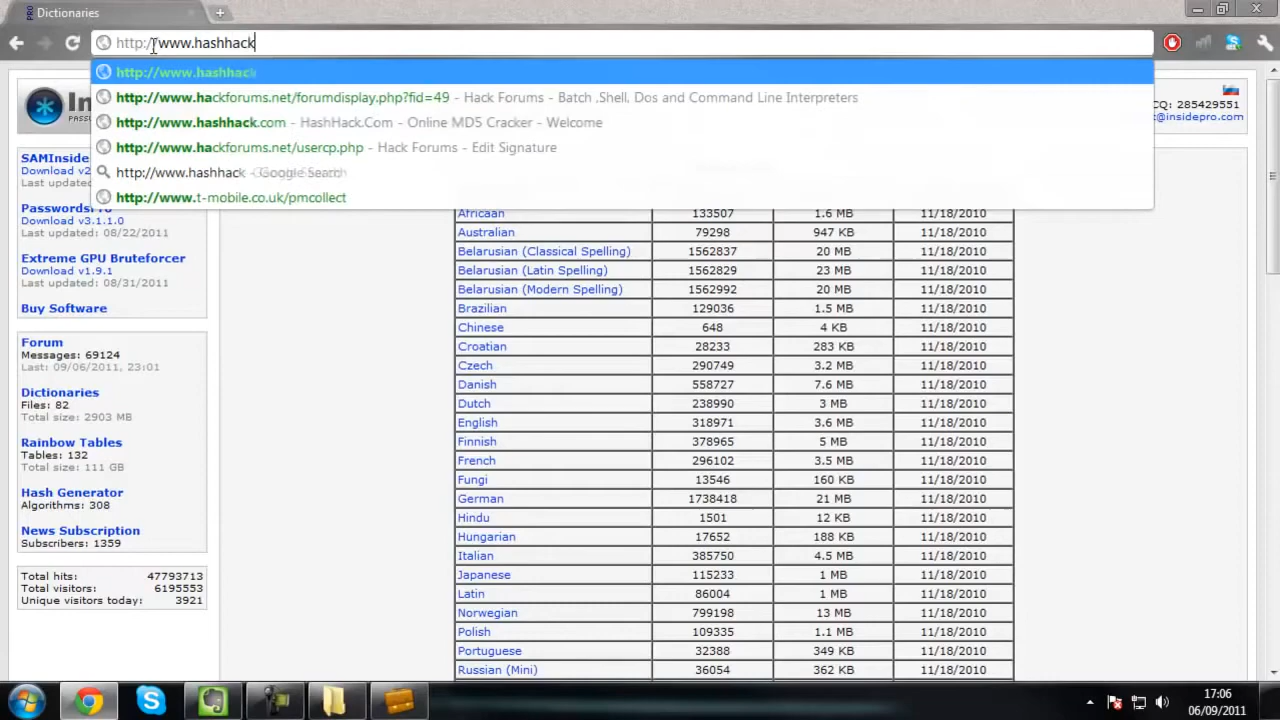 Dictionaries
http://www.hashhack
http://www.hashhack
http://www.hackforums.net/forumdisplay.php?fid=49 - Hack Forums - Batch ,Shell, Dos and Command Line Interpreters
http://www.hashhack.com - HashHack.Com - Online MD5 Cracker - Welcome
http://www.hackforums.net/usercp.php - Hack Forums - Edit Signature
http://www.hashhack - Google Search
http://www.t-mobile.co.uk/pmcollect
In
CQ: 285429551
t@insidepro.com
SAMInside
Download v2
Last updated
PasswordsPro
Download v3.1.1.0
Last updated: 08/22/2011
Extreme GPU Bruteforcer
Download v1.9.1
Last updated: 08/31/2011
Buy Software
Forum
Messages: 69124
Last: 09/06/2011, 23:01
Dictionaries
Files: 82
Total size: 2903 MB
Rainbow Tables
Tables: 132
Total size: 111 GB
Hash Generator
Algorithms: 308
News Subscription
Subscribers: 1359
Total hits: 47793713
Total visitors: 6195553
Unique visitors today: 3921
Africaan 133507 1.6 MB 11/18/2010
Australian 79298 947 KB 11/18/2010
Belarusian (Classical Spelling) 1562837 20 MB 11/18/2010
Belarusian (Latin Spelling) 1562829 23 MB 11/18/2010
Belarusian (Modern Spelling) 1562992 20 MB 11/18/2010
Brazilian 129036 1.5 MB 11/18/2010
Chinese 648 4 KB 11/18/2010
Croatian 28233 283 KB 11/18/2010
Czech 290749 3.2 MB 11/18/2010
Danish 558727 7.6 MB 11/18/2010
Dutch 238990 3 MB 11/18/2010
English 318971 3.6 MB 11/18/2010
Finnish 378965 5 MB 11/18/2010
French 296102 3.5 MB 11/18/2010
Fungi 13546 160 KB 11/18/2010
German 1738418 21 MB 11/18/2010
Hindu 1501 12 KB 11/18/2010
Hungarian 17652 188 KB 11/18/2010
Italian 385750 4.5 MB 11/18/2010
Japanese 115233 1 MB 11/18/2010
Latin 86004 1 MB 11/18/2010
Norwegian 799198 13 MB 11/18/2010
Polish 109335 1.1 MB 11/18/2010
Portuguese 32388 349 KB 11/18/2010
Russian (Mini) 36054 362 KB 11/18/2010
17:06
06/09/2011